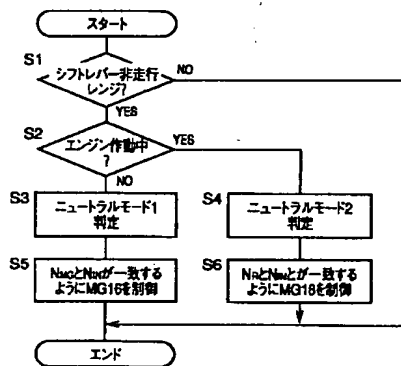 スタート
S1
シフトレバー非走行
レンジ?
NO
YES
S2
エンジン作動中
?
YES
NO
S3
ニュートラルモード1
判定
S4
ニュートラルモード2
判定
S5
NMGとNINが一致する
ようにMG16を制御
S6
NRとNINとが一致する
ようにMG16を制御
エンド